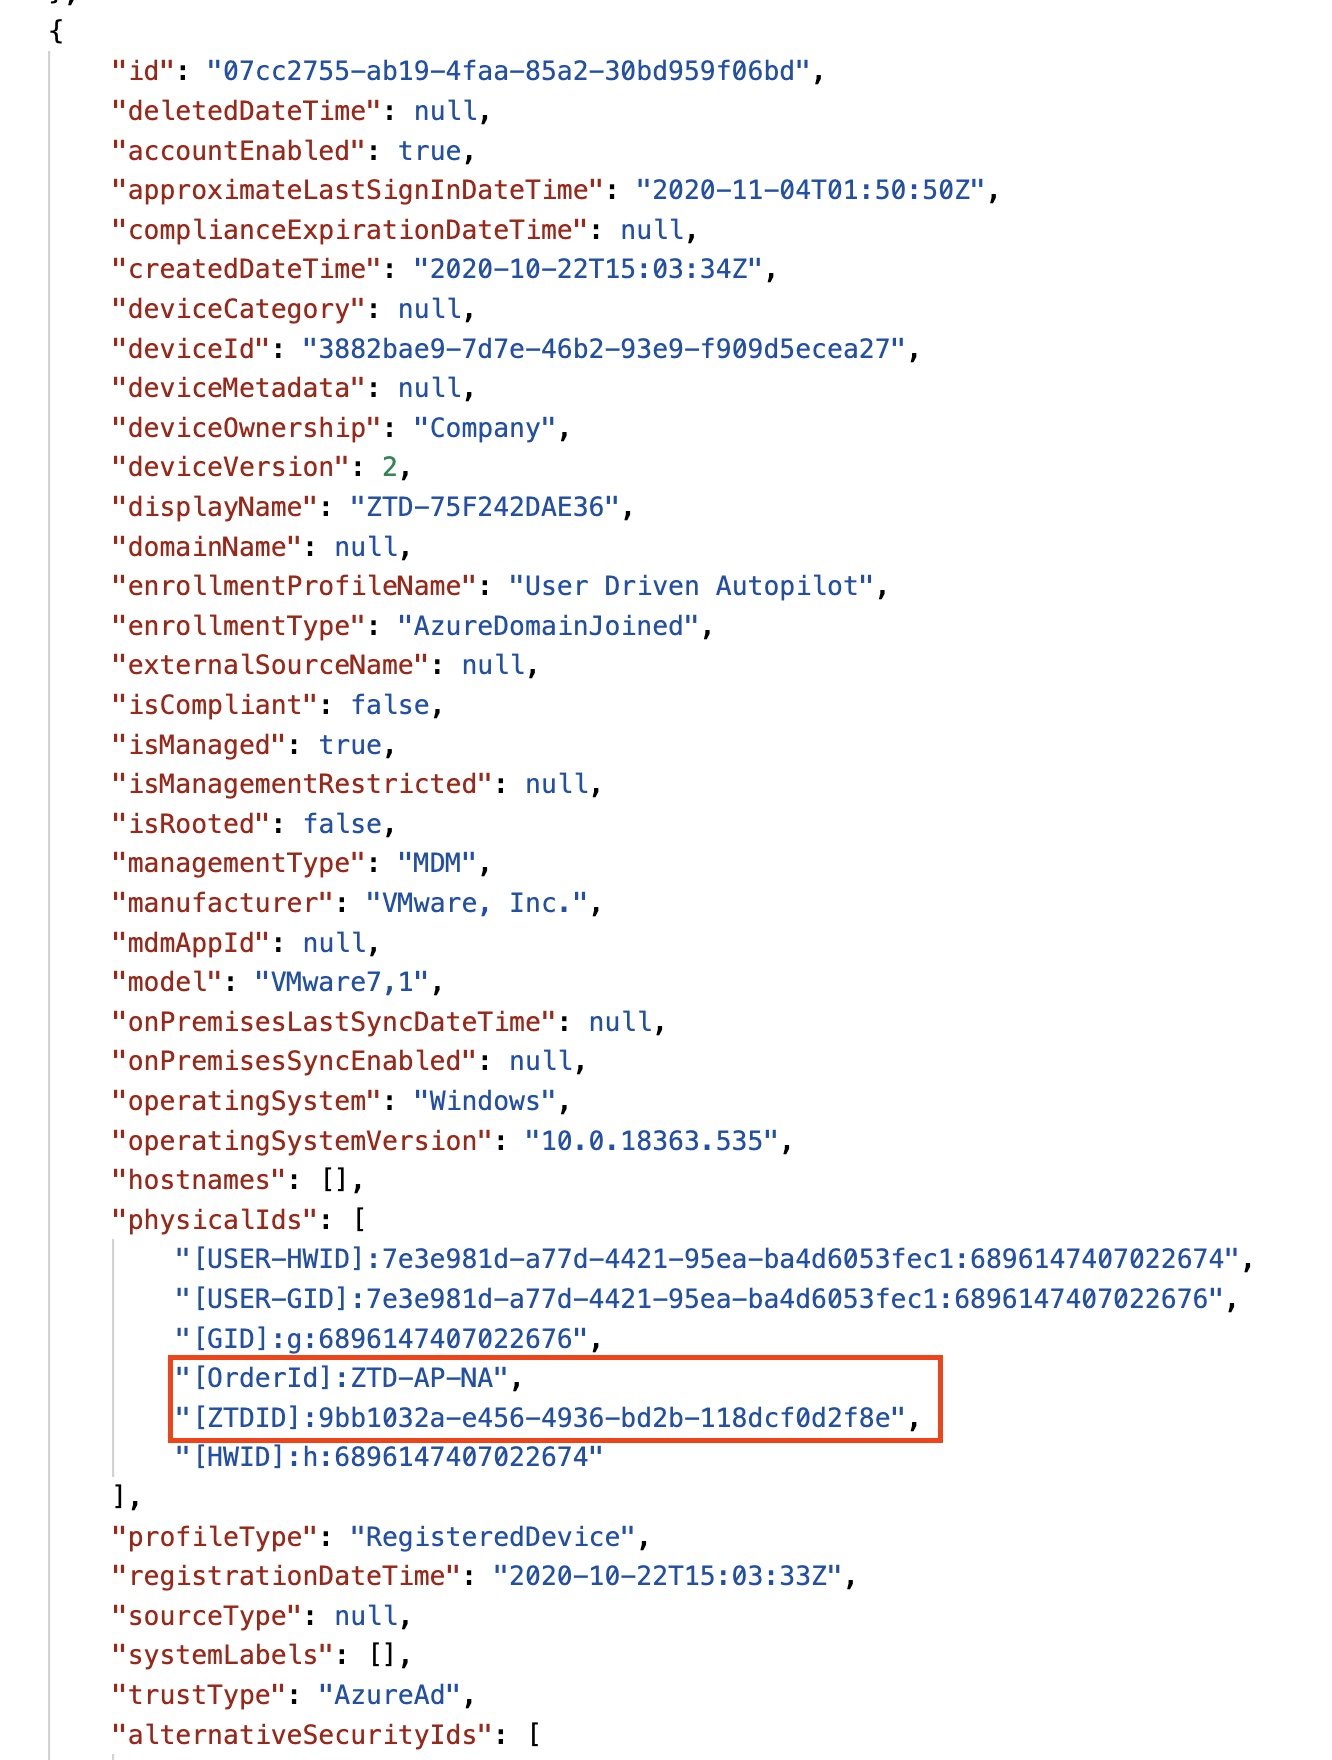 {
"id": "07cc2755-ab19-4faa-85a2-30bd959f06bd",
"deletedDateTime": null,
"accountEnabled": true,
"approximateLastSignInDateTime": "2020-11-04T01:50:50Z",
"complianceExpirationDateTime": null,
"createdDateTime": "2020-10-22T15:03:34Z",
"deviceCategory": null,
"deviceId": "3882bae9-7d7e-46b2-93e9-f909d5ecea27",
"deviceMetadata": null,
"deviceOwnership": "Company",
"deviceVersion": 2,
"displayName": "ZTD-75F242DAE36",
"domainName": null,
"enrollmentProfileName": "User Driven Autopilot",
"enrollmentType": "AzureDomainJoined",
"externalSourceName": null,
"isCompliant": false,
"isManaged": true,
"isManagementRestricted": null,
"isRooted": false,
"managementType": "MDM",
"manufacturer": "VMware, Inc.",
"mdmAppId": null,
"model": "VMware7,1",
"onPremisesLastSyncDateTime": null,
"onPremisesSyncEnabled": null,
"operatingSystem": "Windows",
"operatingSystemVersion": "10.0.18363.535",
"hostnames": [],
"physicalIds": [
"[USER-HWID]:7e3e981d-a77d-4421-95ea-ba4d6053fec1:6896147407022674",
"[USER-GID]:7e3e981d-a77d-4421-95ea-ba4d6053fec1:6896147407022676",
"[GID]:g:6896147407022676",
"[OrderId]:ZTD-AP-NA",
"[ZTDID]:9bb1032a-e456-4936-bd2b-118dcf0d2f8e",
"[HWID]:h:6896147407022674"
],
"profileType": "RegisteredDevice",
"registrationDateTime": "2020-10-22T15:03:33Z",
"sourceType": null,
"systemLabels": [],
"trustType": "AzureAd",
"alternativeSecurityIds": [